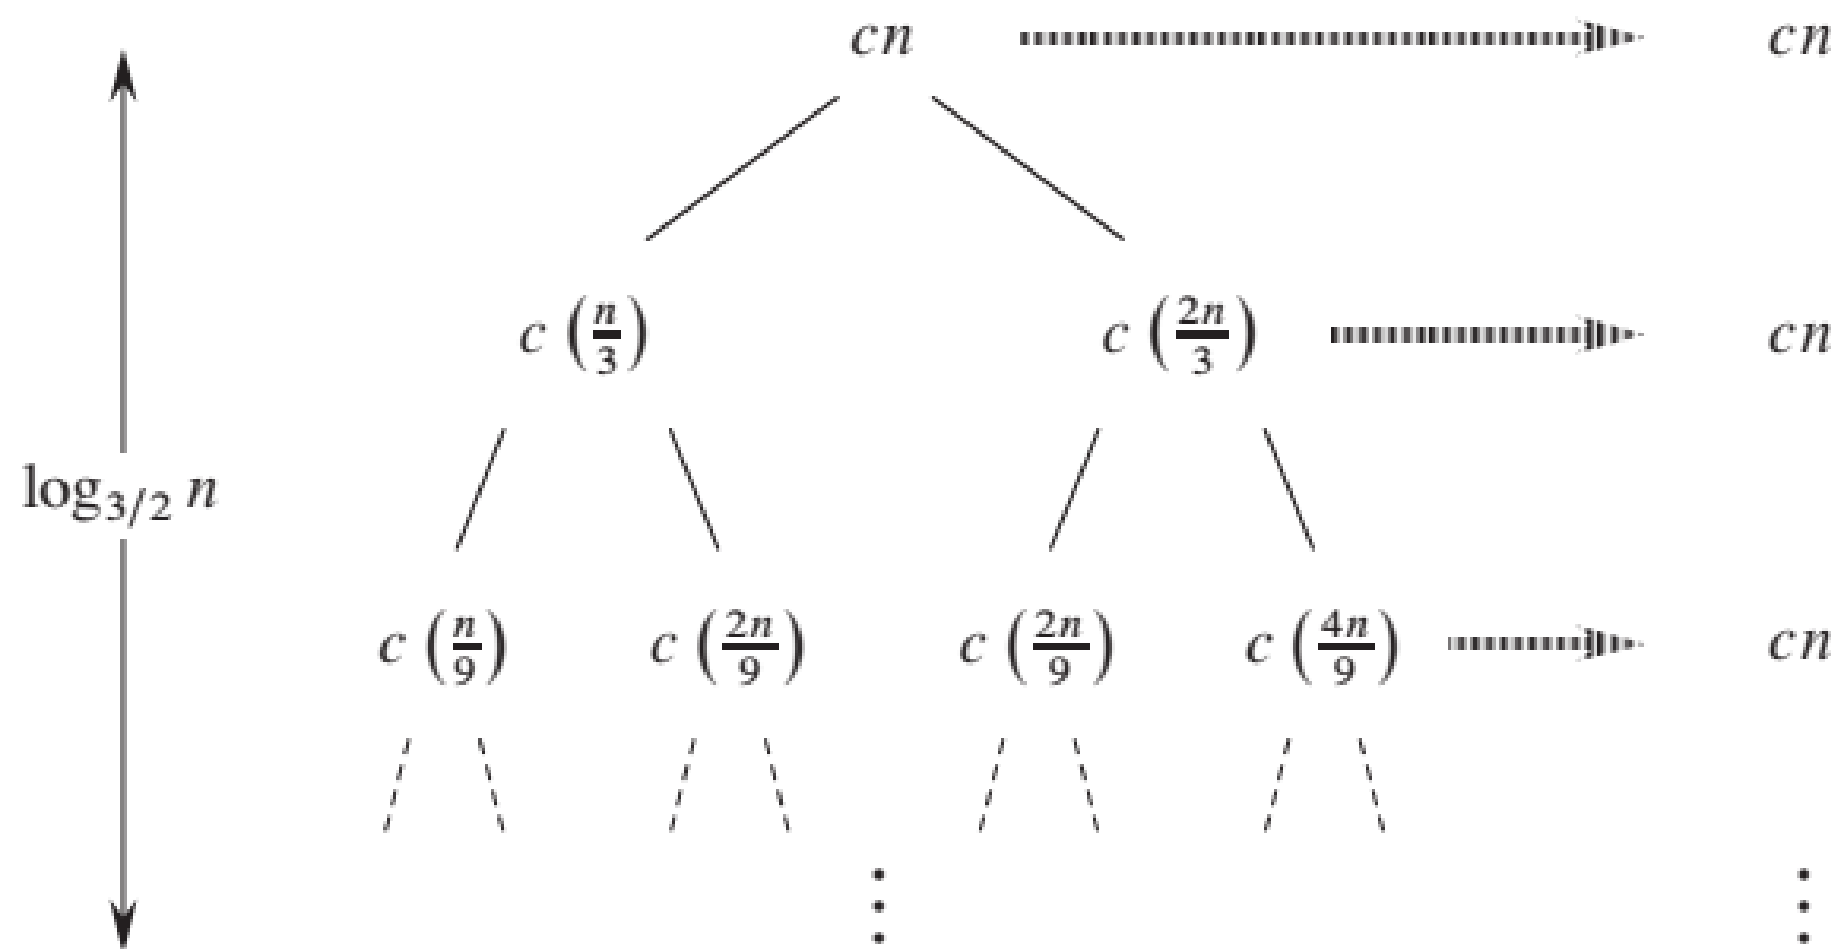 cn cn
c (n/3) c (2n/3) cn
log_{3/2} n
c (n/9) c (2n/9) c (2n/9) c (4n/9) cn